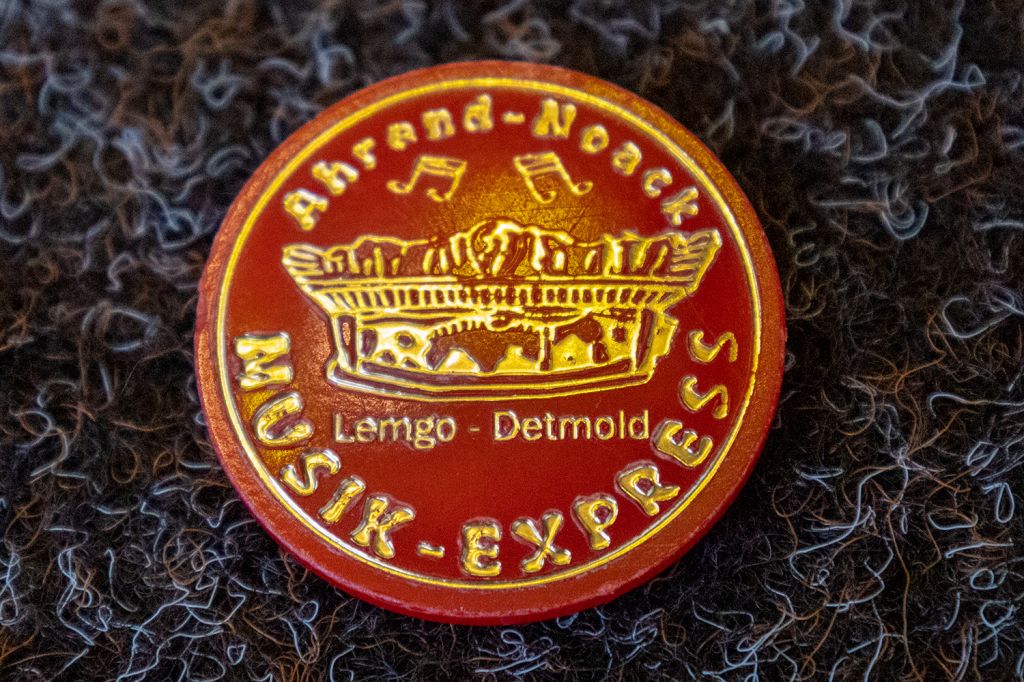 Ahrend-Noack
Lemgo - Detmold
MUSIK-EXPRESS